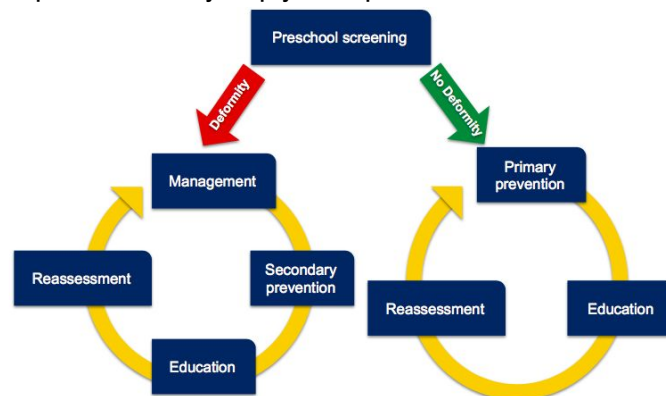 Preschool screening
Deformity
No Deformity
Management
Primary
prevention
Reassessment
Secondary
prevention
Reassessment
Education
Education